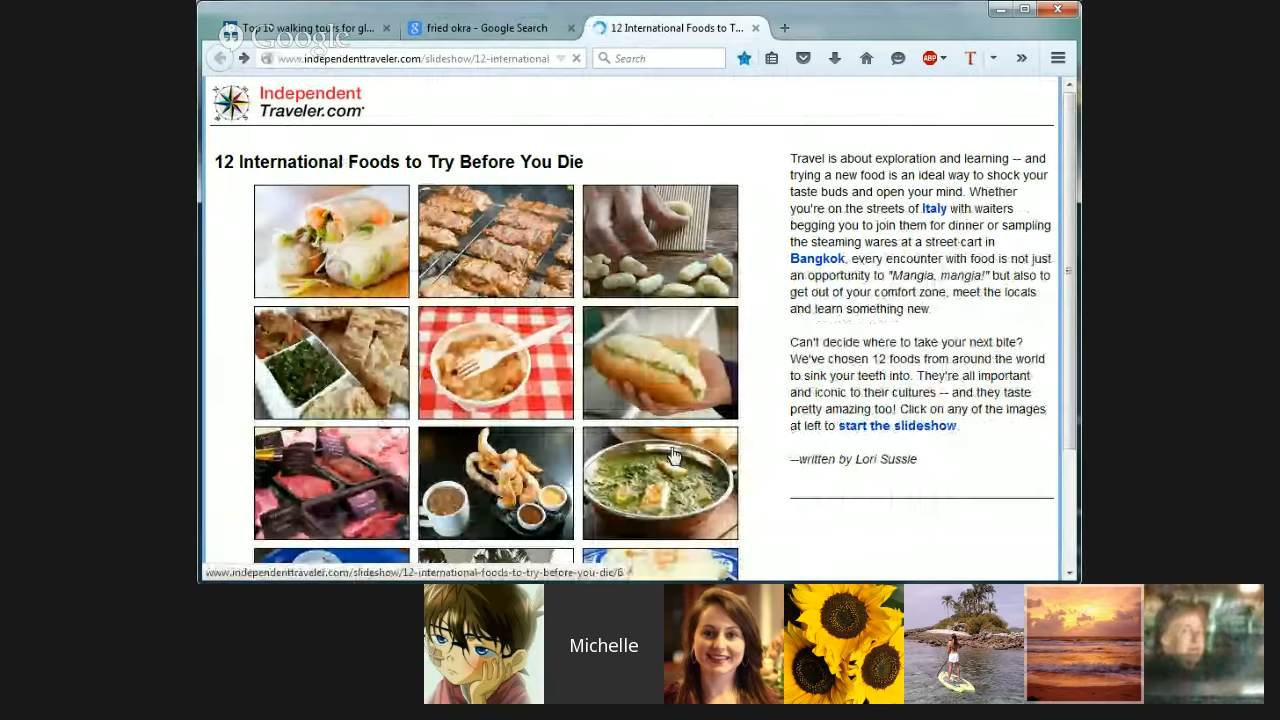 Top 10 walking tours for gl...
fried okra - Google Search
12 International Foods to T...
Google
www.independenttraveler.com/slideshow/12-international
Search
ABP
T
Independent
Traveler.com
12 International Foods to Try Before You Die
Travel is about exploration and learning -- and
trying a new food is an ideal way to shock your
taste buds and open your mind. Whether
you're on the streets of Italy with waiters
begging you to join them for dinner or sampling
the steaming wares at a street cart in
Bangkok, every encounter with food is not just
an opportunity to "Mangia, mangia!" but also to
get out of your comfort zone, meet the locals
and learn something new.
Can't decide where to take your next bite?
We've chosen 12 foods from around the world
to sink your teeth into. They're all important
and iconic to their cultures -- and they taste
pretty amazing too! Click on any of the images
at left to start the slideshow.
--written by Lori Sussle
www.independenttraveler.com/slideshow/12-international-foods-to-try-before-you-die/6
Michelle